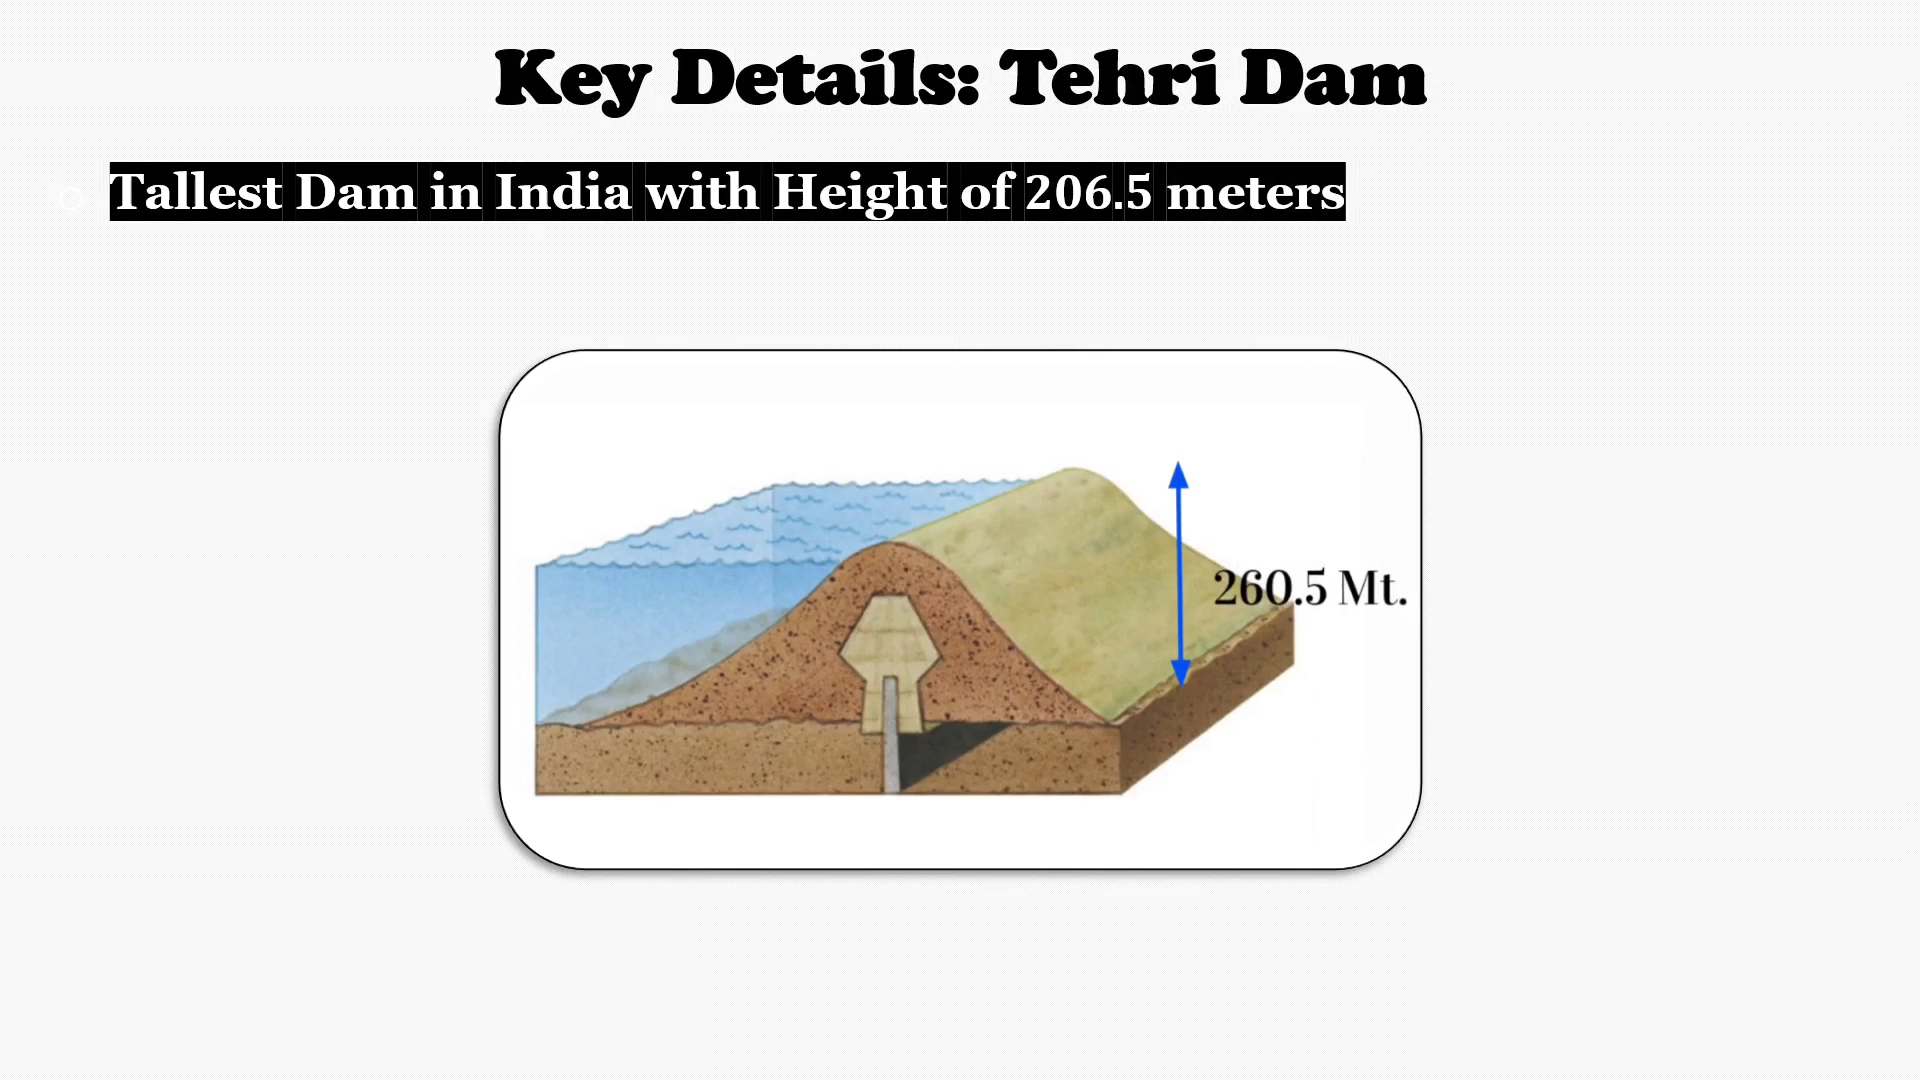 Key Details: Tehri Dam
Tallest Dam in India with Height of 206.5 meters
260.5 Mt.